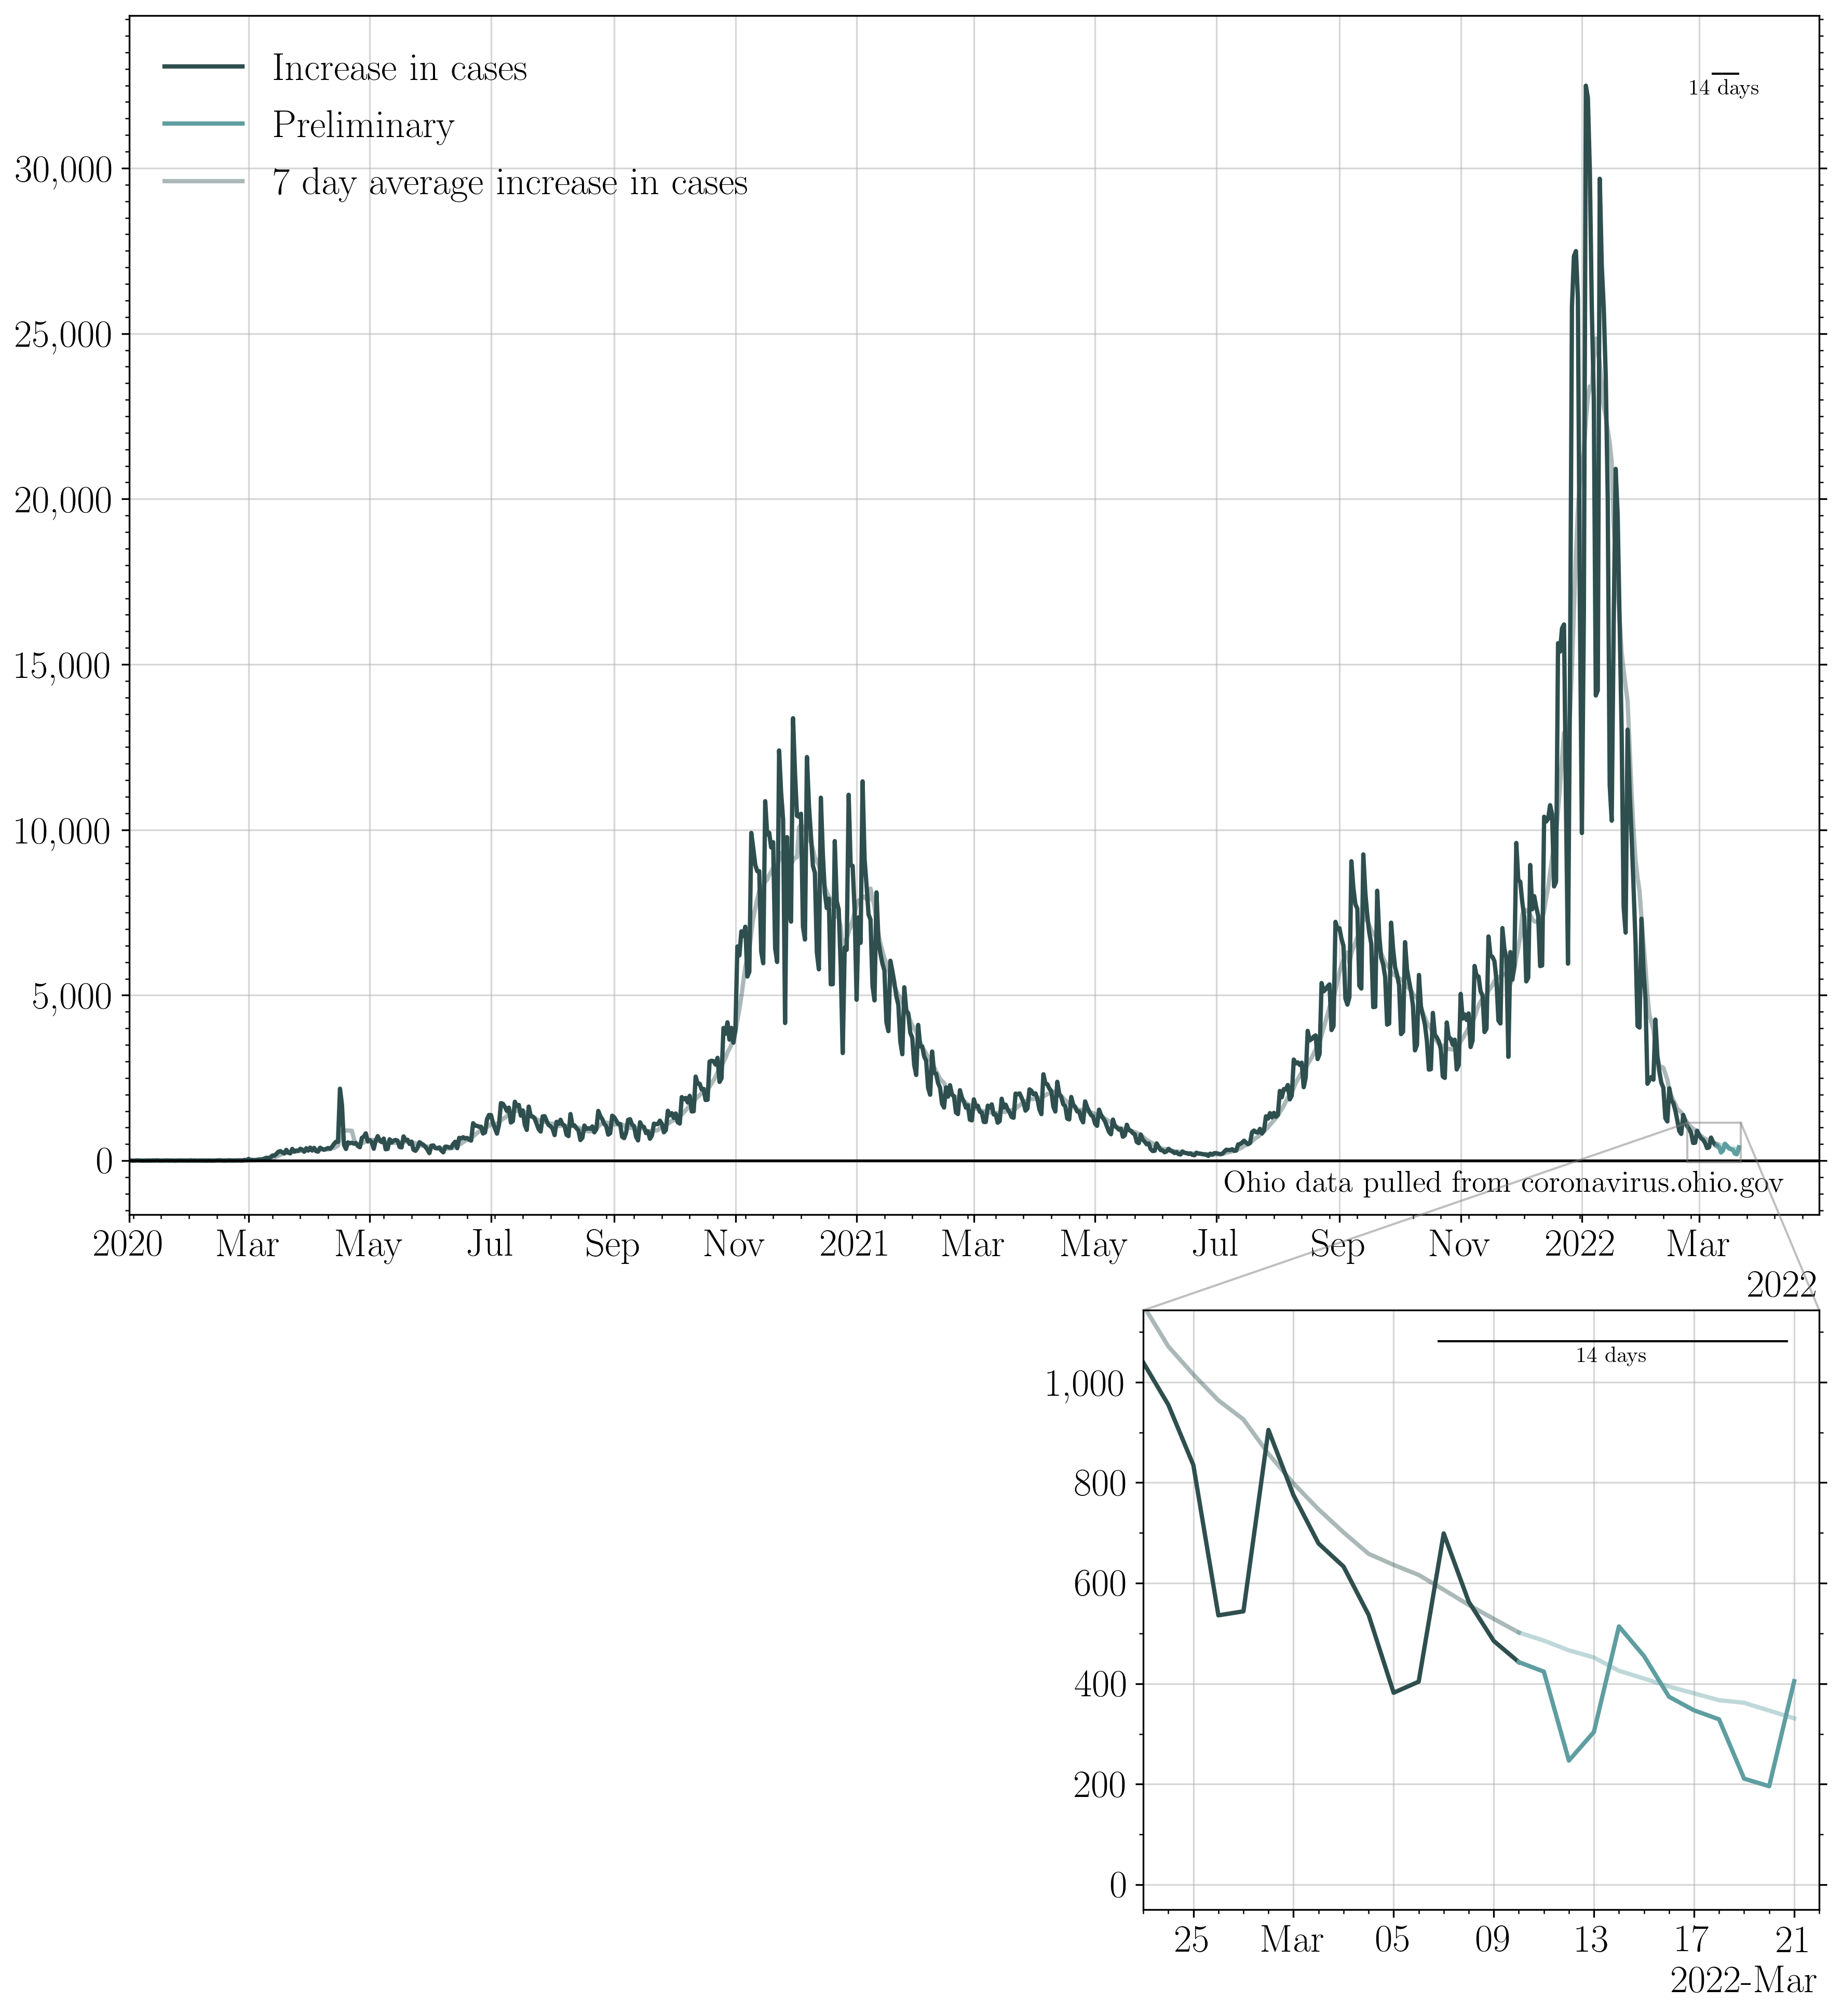 Increase in cases
Preliminary
7 day average increase in cases
14 days
30,000
25,000
20,000
15,000
10,000
5,000
0
Ohio data pulled from coronavirus.ohio.gov
2020 Mar May Jul Sep Nov 2021 Mar May Jul Sep Nov 2022 Mar
2022
14 days
1,000
800
600
400
200
0
25 Mar 05 09 13 17 21
2022-Mar